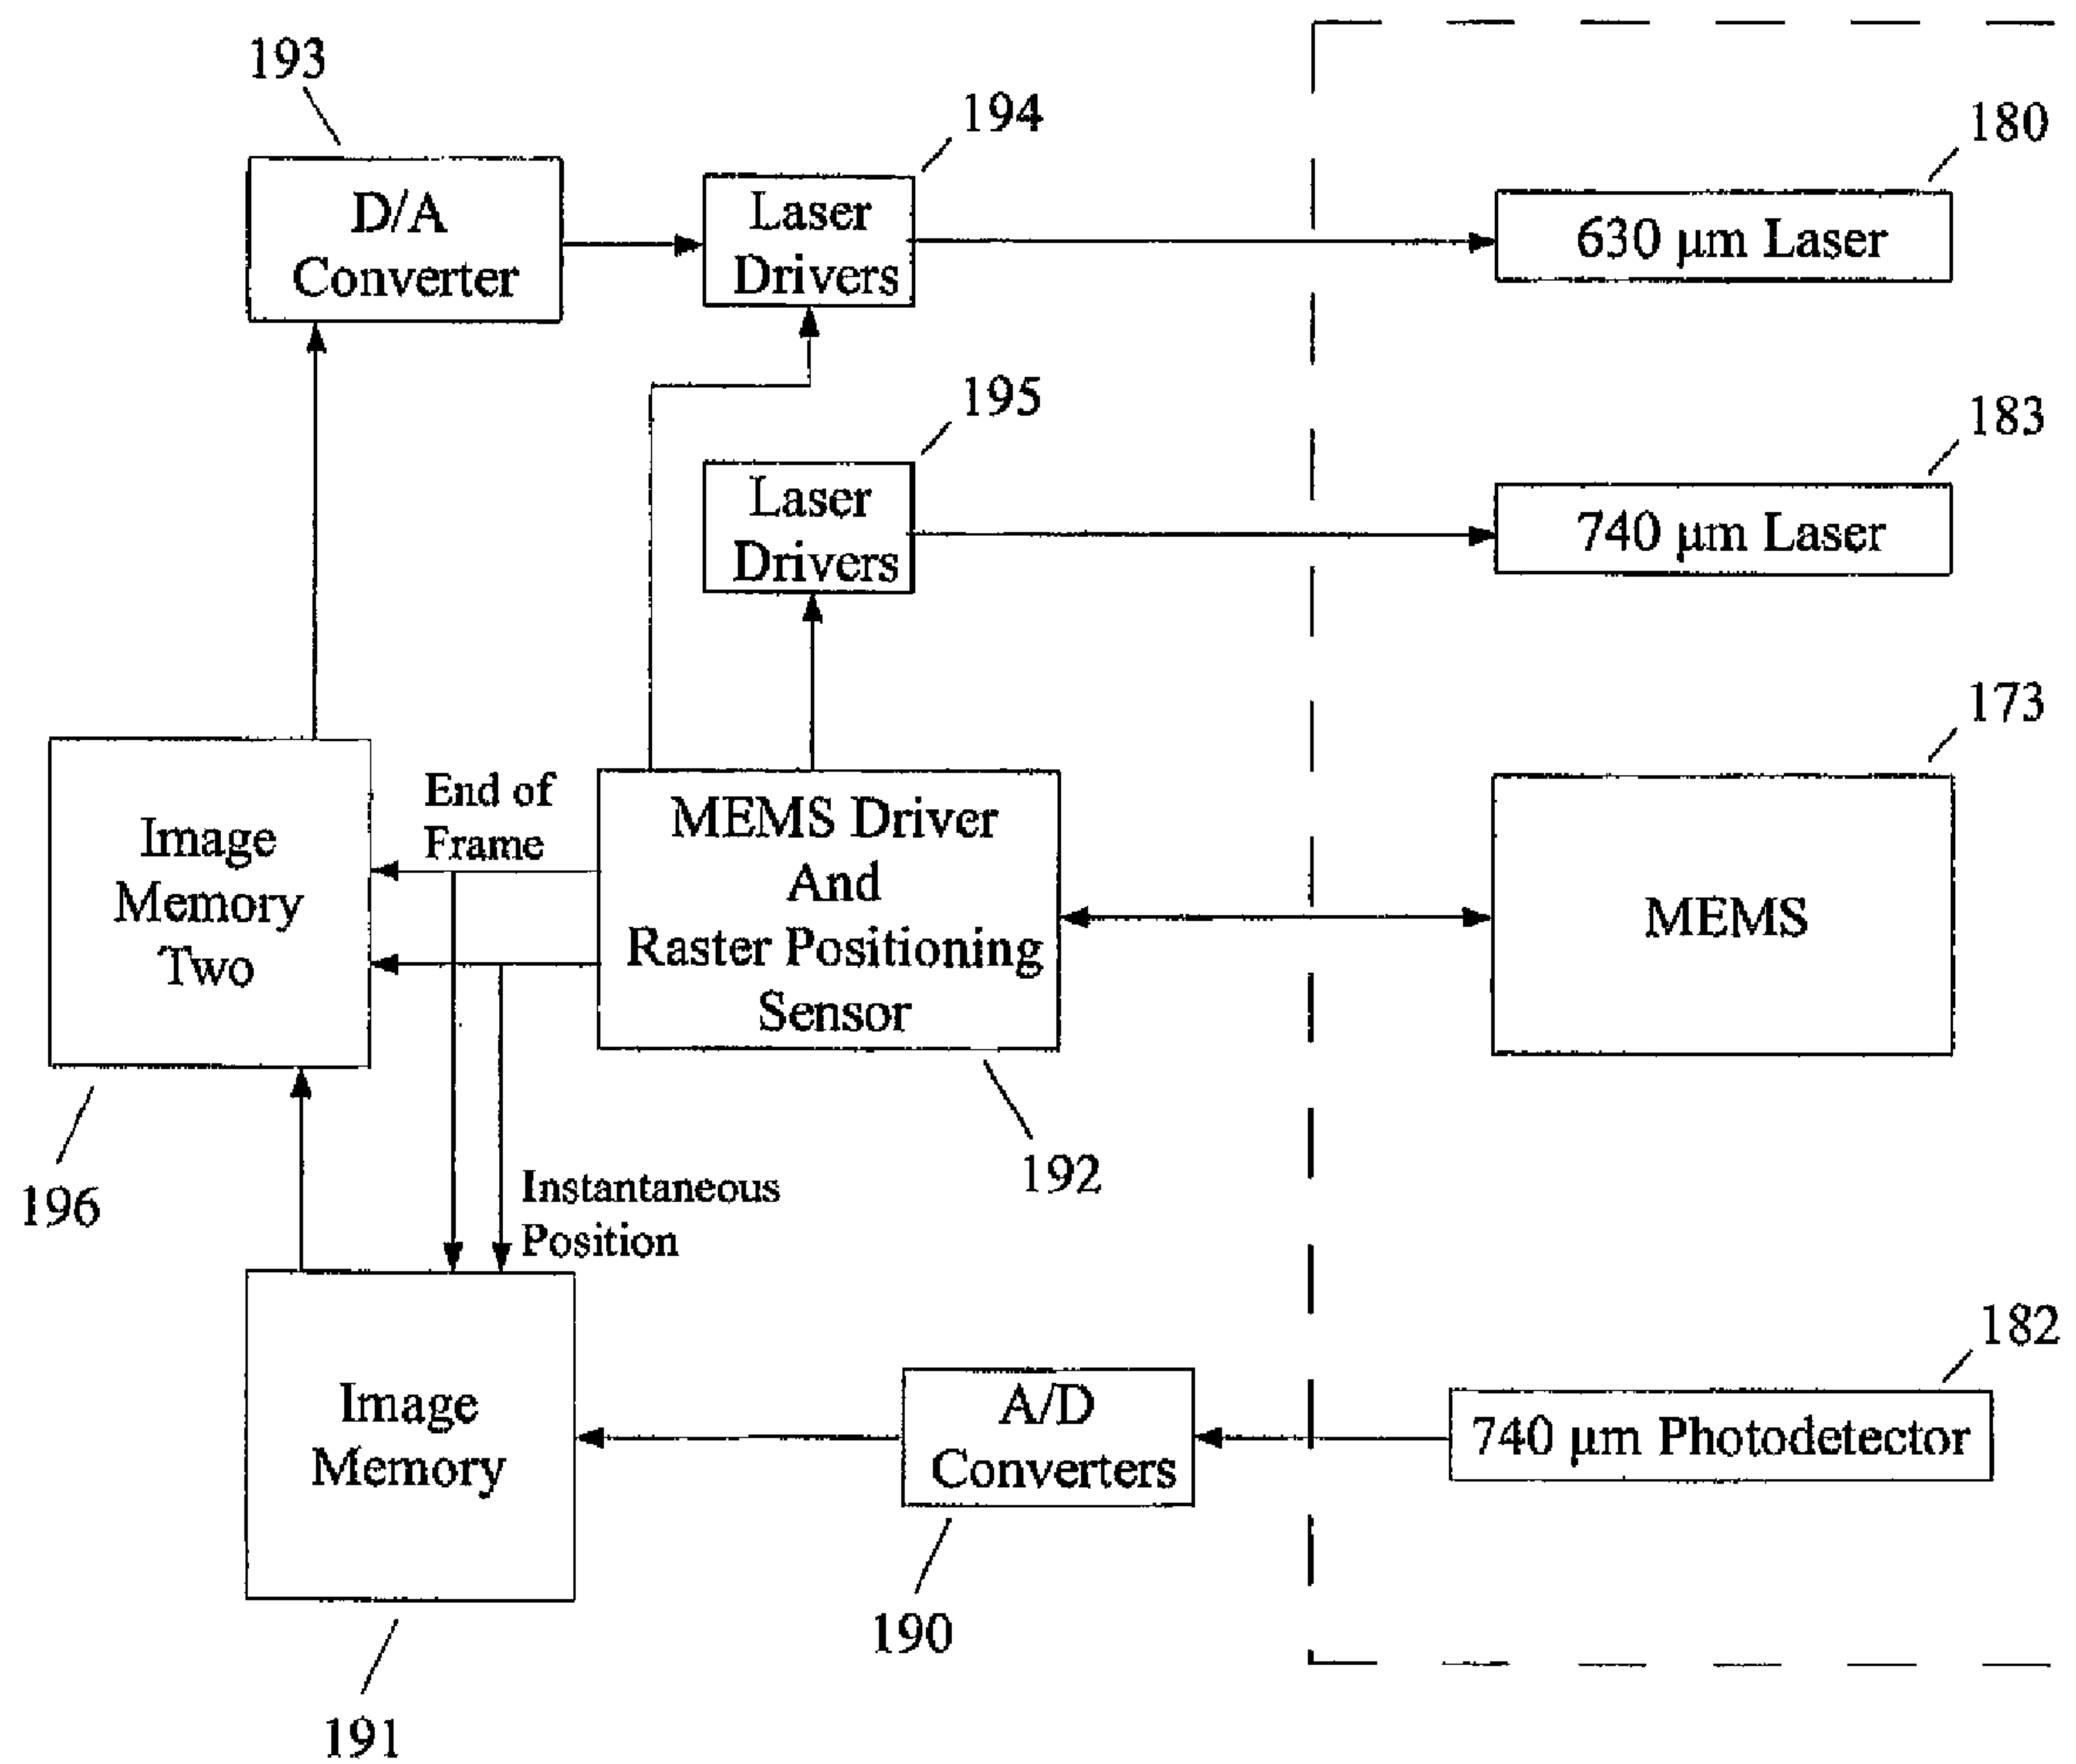 193
D/A
Converter
194
Laser
Drivers
180
630 μm Laser
195
Laser
Drivers
183
740 μm Laser
173
MEMS
End of
Frame
MEMS Driver
And
Raster Positioning
Sensor
192
Image
Memory
Two
196
Instantaneous
Position
Image
Memory
191
A/D
Converters
190
182
740 μm Photodetector